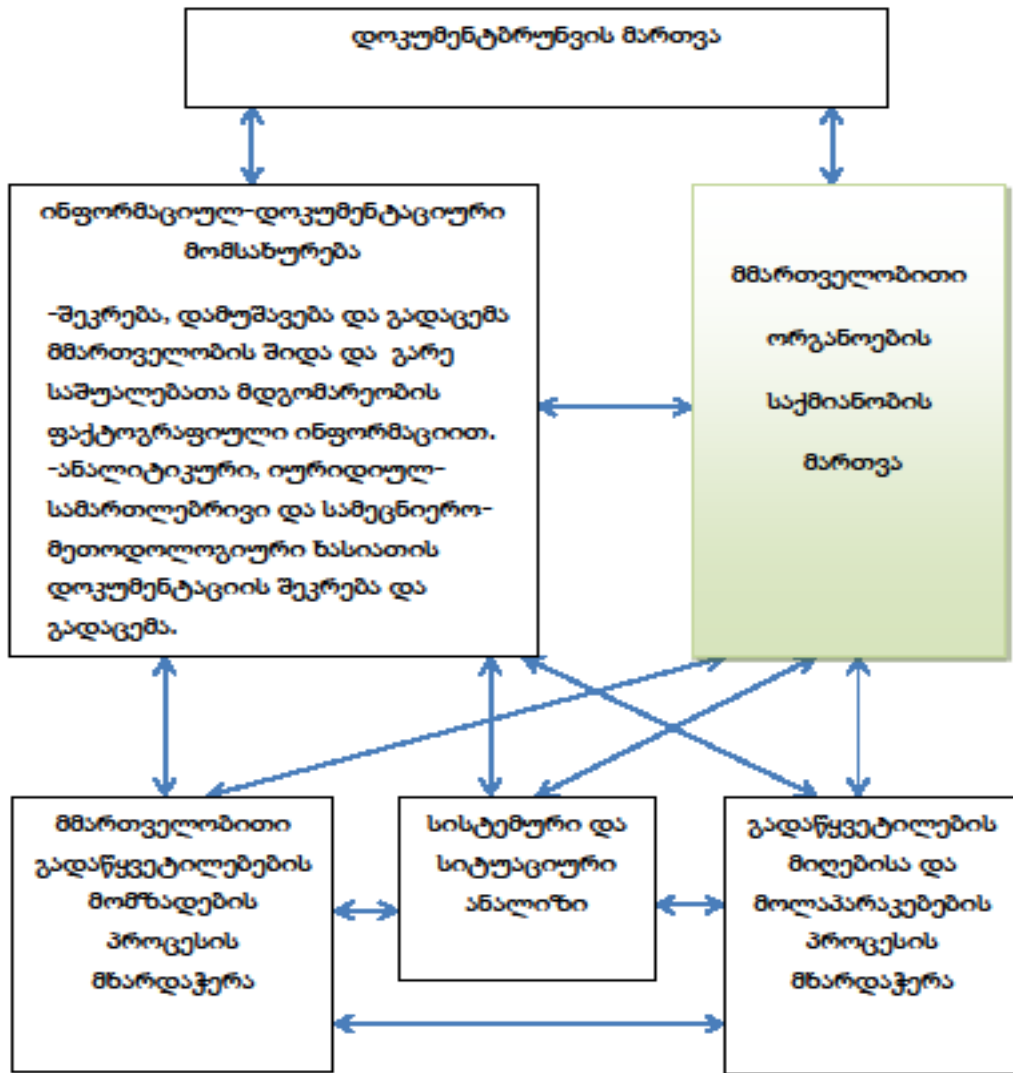 დოკუმენტბრუნვის მართვა
ინფორმაციულ-დოკუმენტაციური
მომსახურება
-შეკრება, დამუშავება და გადაცემა
მმართველობის შიდა და გარე
საშუალებათა მდგომარეობის
ფაქტოგრაფიული ინფორმაციით.
-ანალიტიკური, იურიდიულ-
სამართლებრივი და სამეცნიერო-
მეთოდოლოგიური ხასიათის
დოკუმენტაციის შეკრება და
გადაცემა.
მმართველობითი
ორგანოების
საქმიანობის
მართვა
მმართველობითი
გადაწყვეტილებების
მომზადების
პროცესის
მხარდაჭერა
სისტემური და
სიტუაციური
ანალიზი
გადაწყვეტილების
მიღებისა და
მოლაპარაკებების
პროცესის
მხარდაჭერა